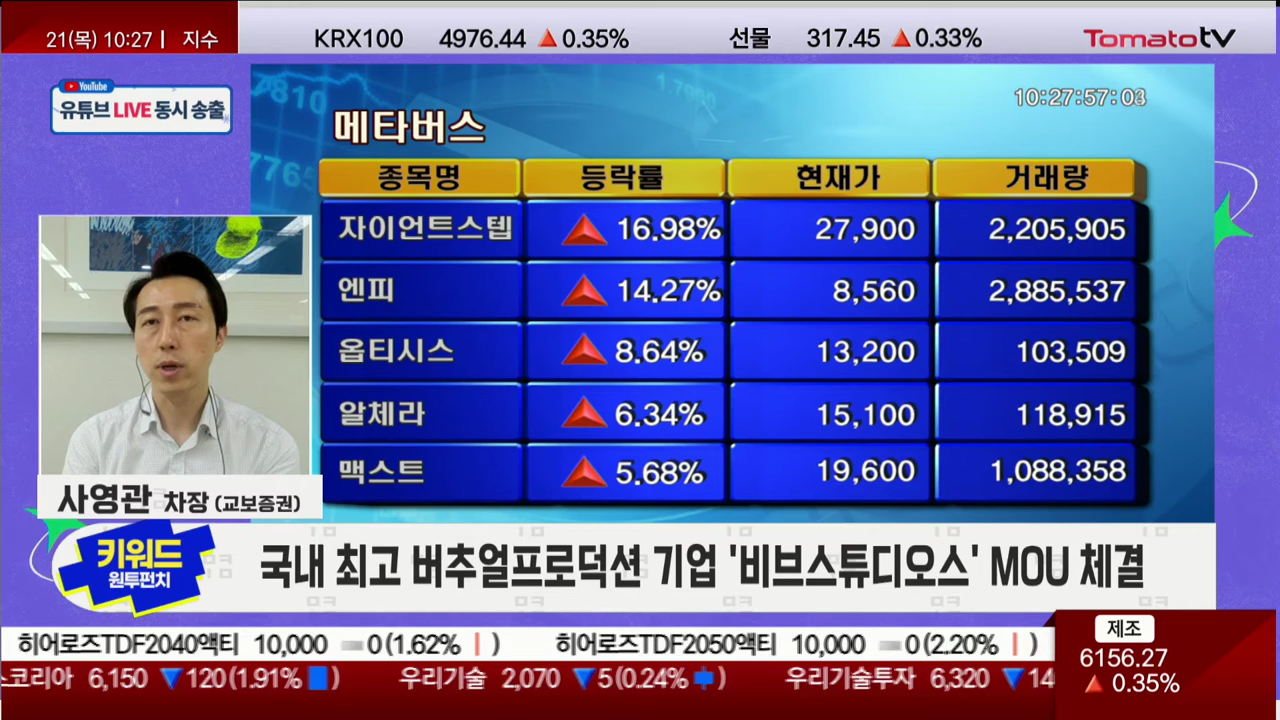 21(목) 10:27 | 지수 KRX100 4976.44 ▲0.35% 선물 317.45 ▲0.33% Tomato tV
YouTube
유튜브 LIVE 동시 송출
10:27:57:03
메타버스
종목명 등락률 현재가 거래량
자이언트스텝 ▲ 16.98% 27,900 2,205,905
엔피 ▲ 14.27% 8,560 2,885,537
옵티시스 ▲ 8.64% 13,200 103,509
알체라 ▲ 6.34% 15,100 118,915
맥스트 ▲ 5.68% 19,600 1,088,358
사영관 차장 (교보증권)
키워드
원투펀치
국내 최고 버추얼프로덕션 기업 '비브스튜디오스' MOU 체결
히어로즈TDF2040액티 10,000 0(1.62% ) 히어로즈TDF2050액티 10,000 0(2.20% )
코리아 6,150 ▼120(1.91% ) 우리기술 2,070 ▼5(0.24% ) 우리기술투자 6,320 ▼14
제조
6156.27
▲ 0.35%